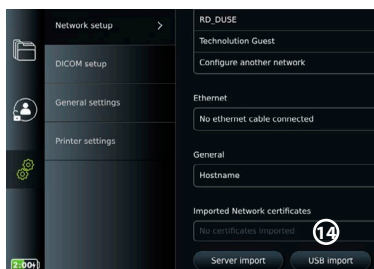 Network setup >
DICOM setup
General settings
Printer settings
RD_DUSE
Technolution Guest
Configure another network
Ethernet
No ethernet cable connected
General
Hostname
Imported Network certificates
No certificates imported
14
Server import
USB import
2:00